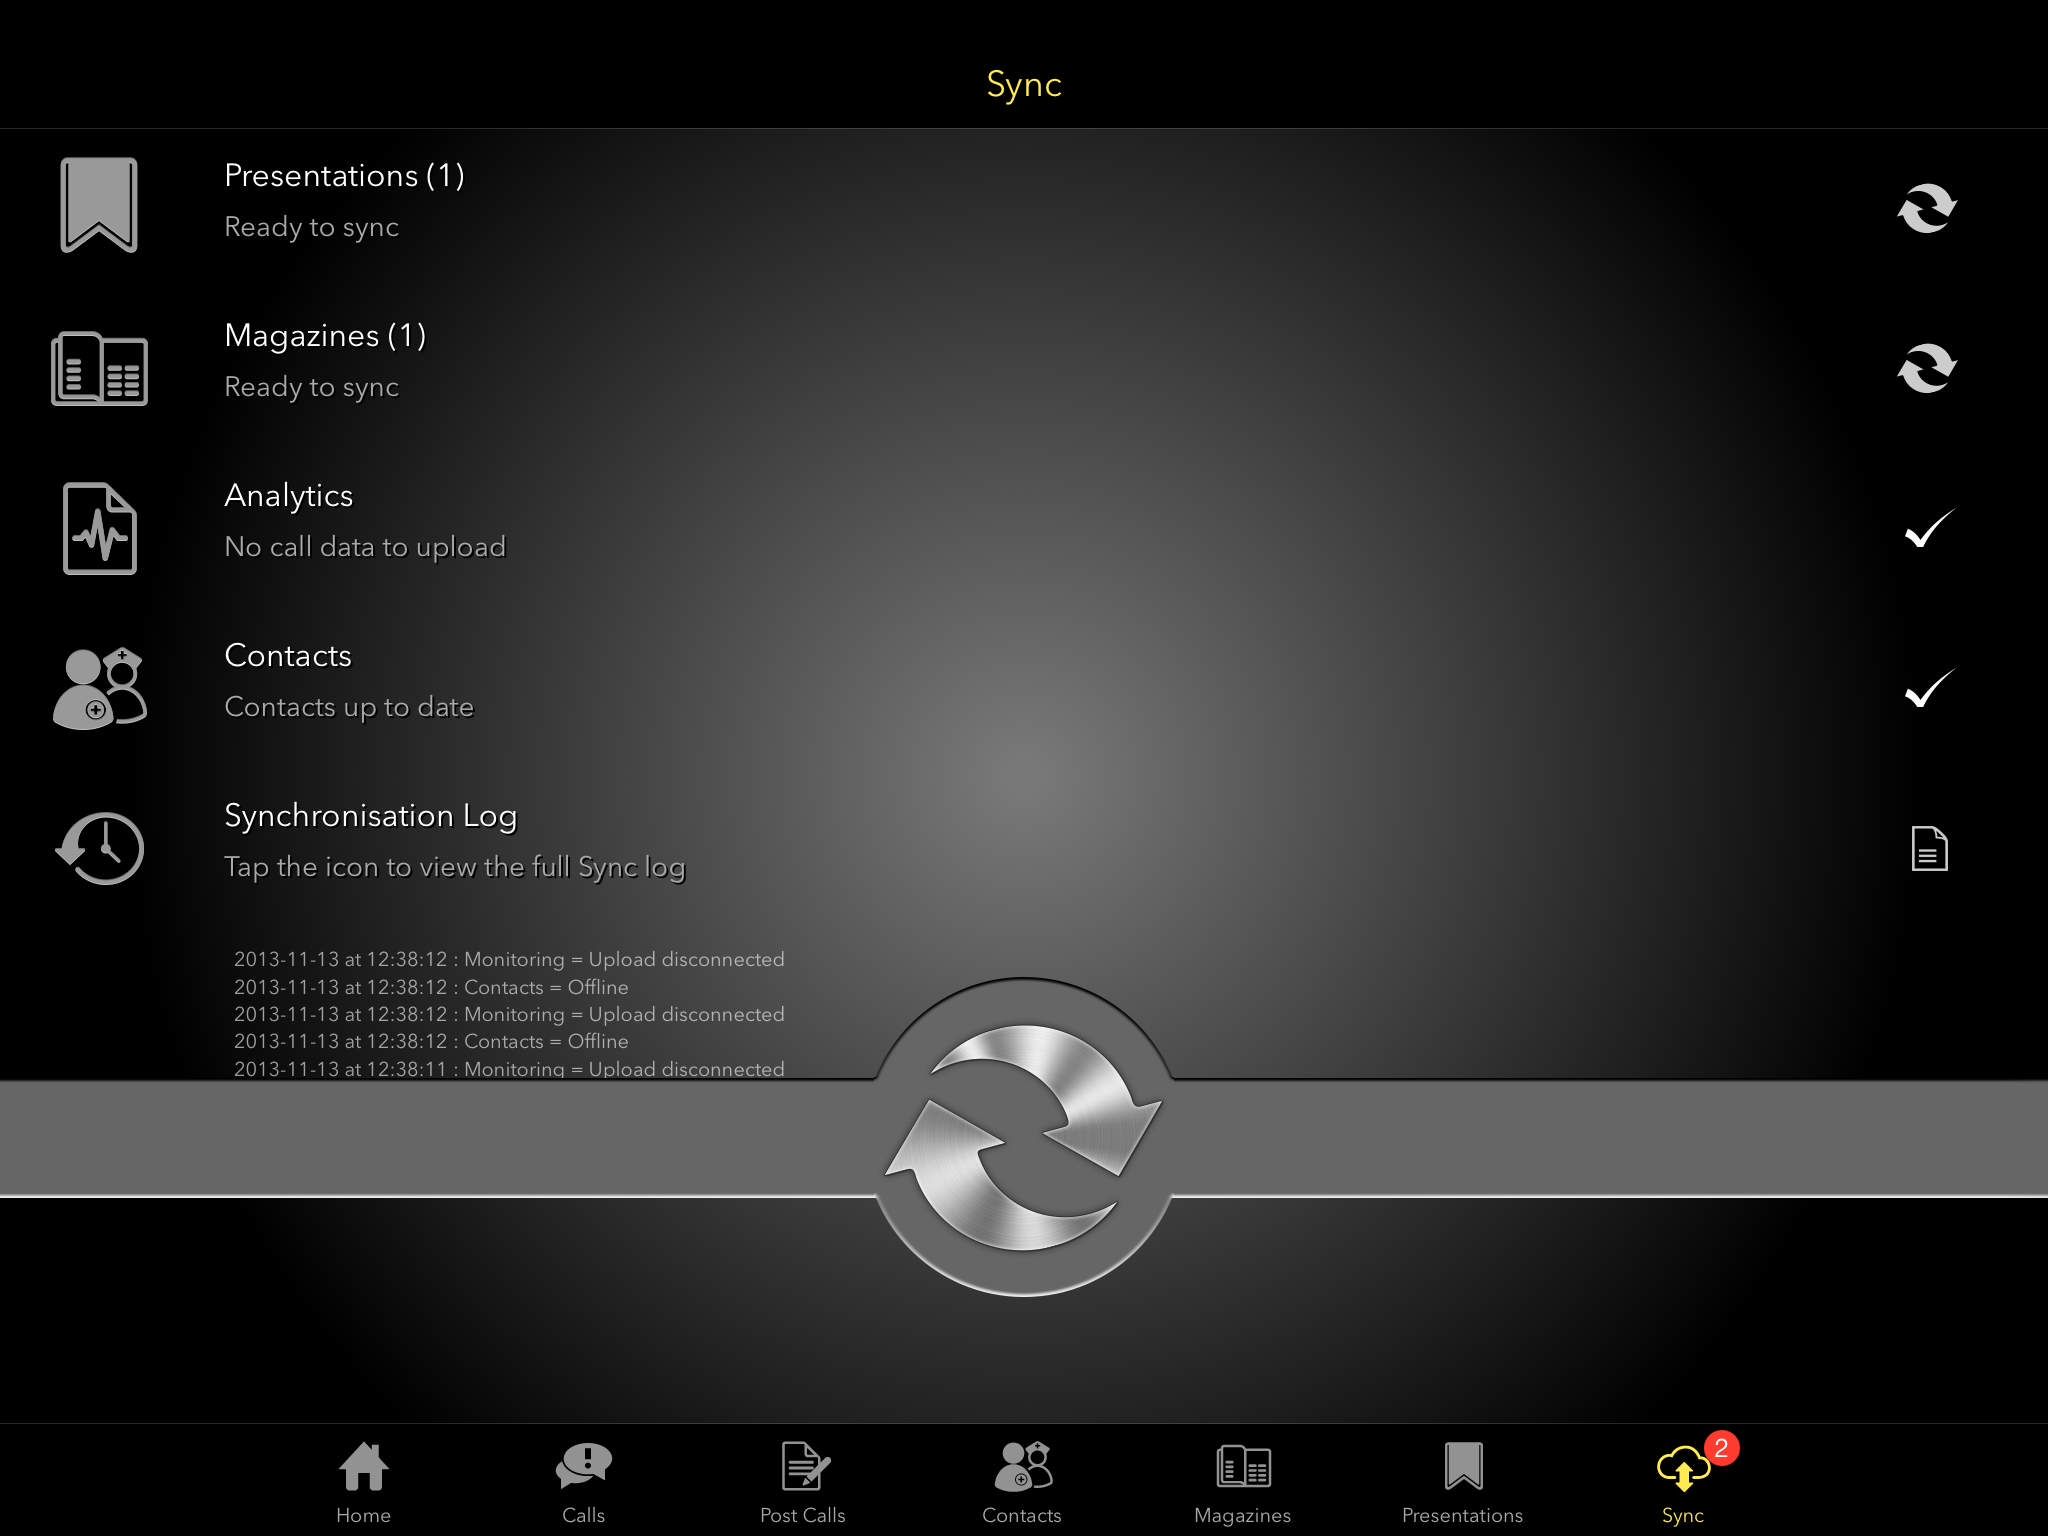 Sync
Presentations (1)
Ready to sync
Magazines (1)
Ready to sync
Analytics
No call data to upload
Contacts
Contacts up to date
Synchronisation Log
Tap the icon to view the full Sync log
2013-11-13 at 12:38:12 : Monitoring = Upload disconnected
2013-11-13 at 12:38:12 : Contacts = Offline
2013-11-13 at 12:38:12 : Monitoring = Upload disconnected
2013-11-13 at 12:38:12 : Contacts = Offline
2013-11-13 at 12:38:11 : Monitoring = Upload disconnected
2
Home
Calls
Post Calls
Contacts
Magazines
Presentations
Sync